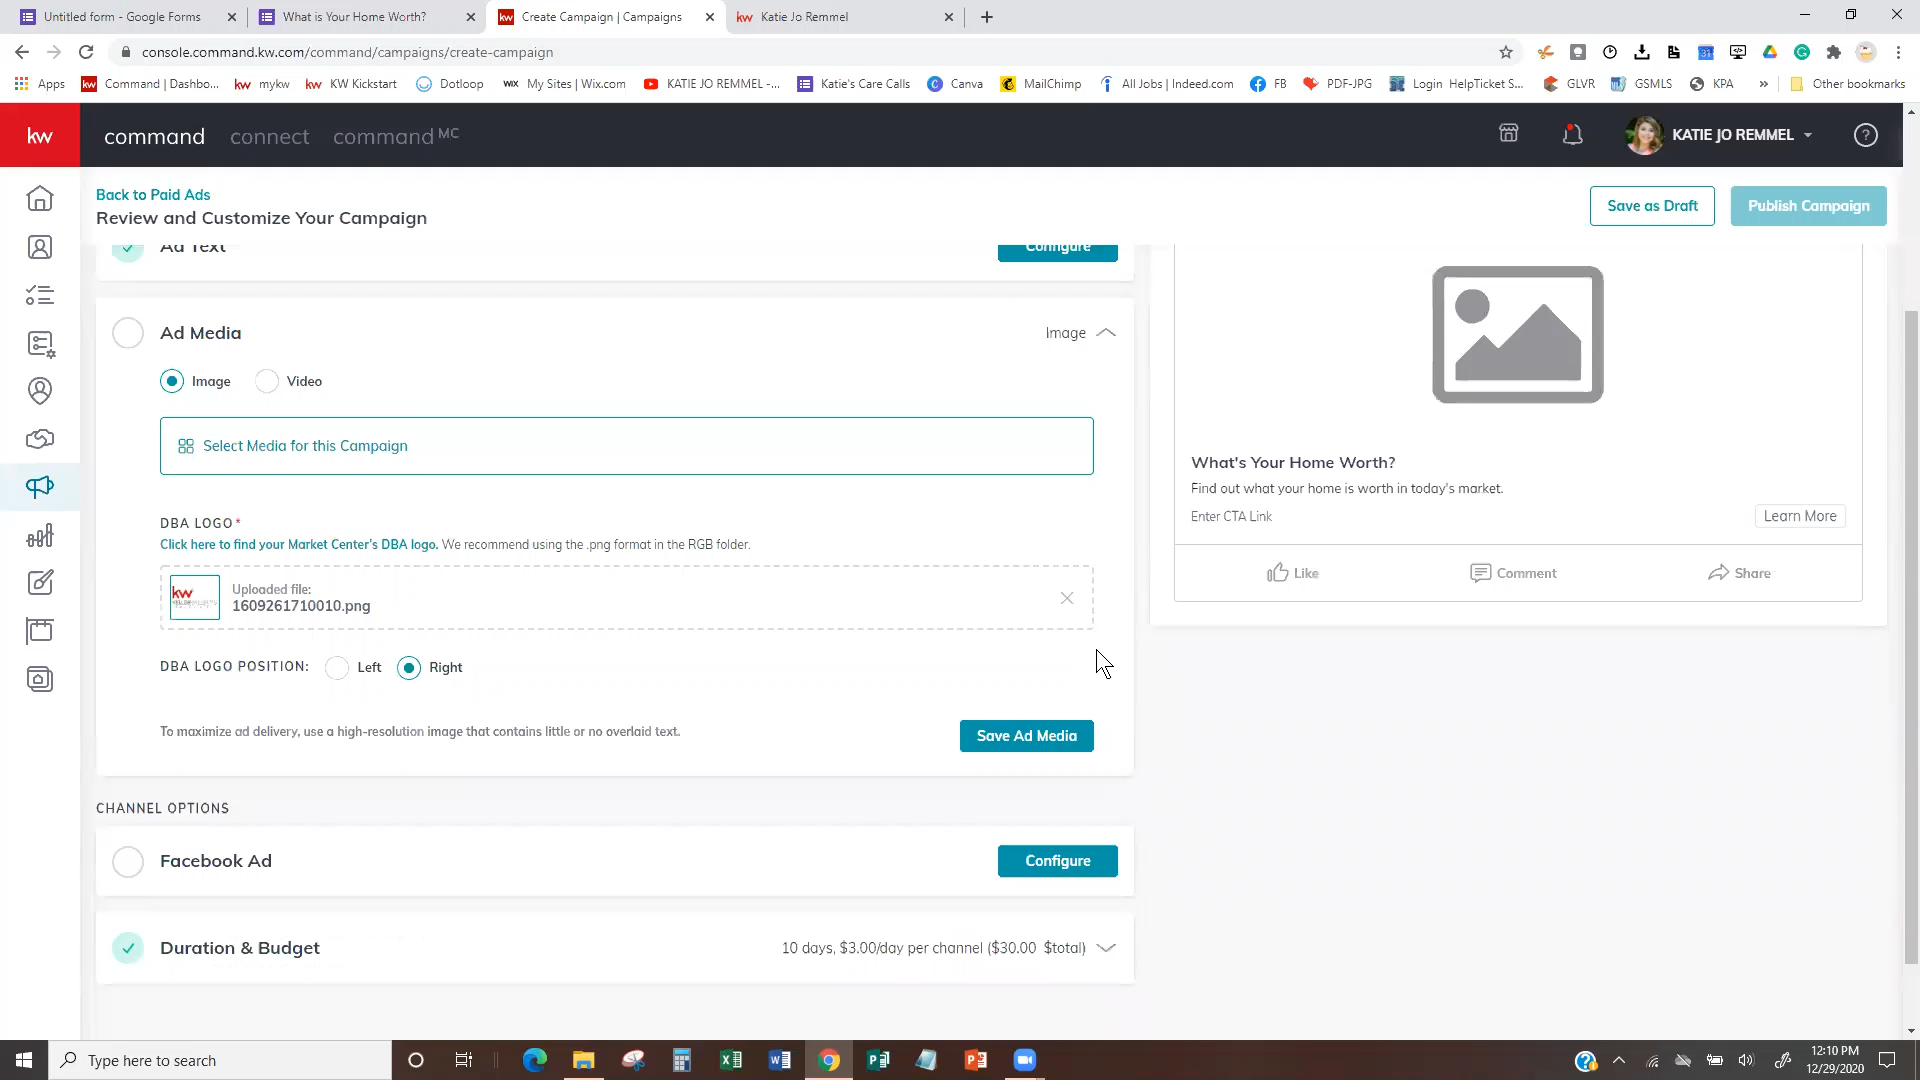 Untitled form - Google Forms
What is Your Home Worth?
Create Campaign | Campaigns
kw Katie Jo Remmel
console.command.kw.com/command/campaigns/create-campaign
Apps
kw Command | Dashbo...
kw mykw
kw KW Kickstart
Dotloop
WIX My Sites | Wix.com
KATIE JO REMMEL -...
Katie's Care Calls
Canva
MailChimp
All Jobs | Indeed.com
FB
PDF-JPG
Login HelpTicket S...
GLVR
GSMLS
KPA
»
Other bookmarks
kw
command connect command MC
KATIE JO REMMEL
?
Back to Paid Ads
Review and Customize Your Campaign
Save as Draft
Publish Campaign
Ad Text
Configure
Ad Media
Image
Image Video
Select Media for this Campaign
DBA LOGO*
Click here to find your Market Center's DBA logo. We recommend using the .png format in the RGB folder.
kw
Uploaded file:
1609261710010.png
DBA LOGO POSITION: Left Right
To maximize ad delivery, use a high-resolution image that contains little or no overlaid text.
Save Ad Media
CHANNEL OPTIONS
Facebook Ad
Configure
Duration & Budget
10 days, $3.00/day per channel ($30.00 $total)
What's Your Home Worth?
Find out what your home is worth in today's market.
Enter CTA Link
Learn More
Like
Comment
Share
Type here to search
12:10 PM
12/29/2020